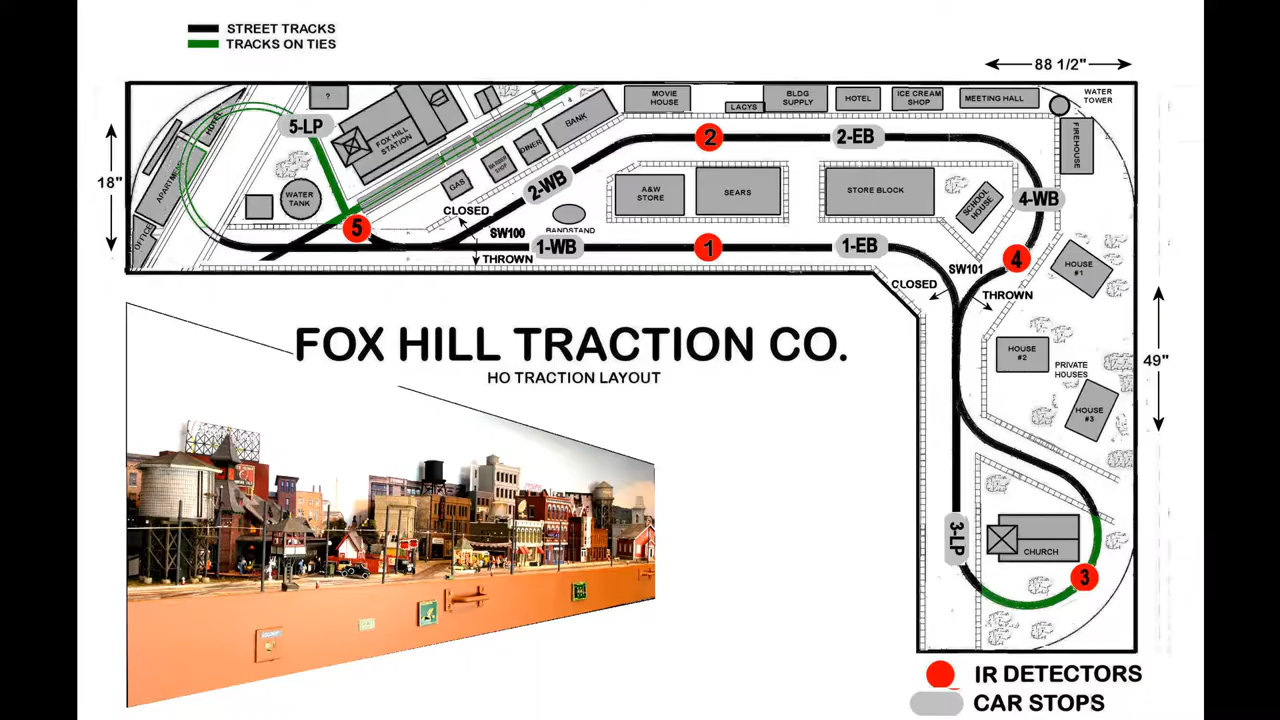 STREET TRACKS
TRACKS ON TIES
88 1/2"
WATER
TOWER
?
HOTEL
5-LP
FOX HILL
STATION
4
BANK
DINER
BARBER
SHOP
GAS
MOVIE
HOUSE
LACYS
BLDG
SUPPLY
HOTEL
ICE CREAM
SHOP
MEETING HALL
FIREHOUSE
2
2-EB
2-WB
18"
APARTMENT
OFFICE
WATER
TANK
5
CLOSED
SW100
THROWN
BANDSTAND
A&W
STORE
SEARS
STORE BLOCK
SCHOOL
HOUSE
4-WB
1-WB
1
1-EB
4
SW101
CLOSED
THROWN
HOUSE
#1
HOUSE
#2
PRIVATE
HOUSES
HOUSE
#3
49"
FOX HILL TRACTION CO.
HO TRACTION LAYOUT
3-LP
CHURCH
3
IR DETECTORS
CAR STOPS